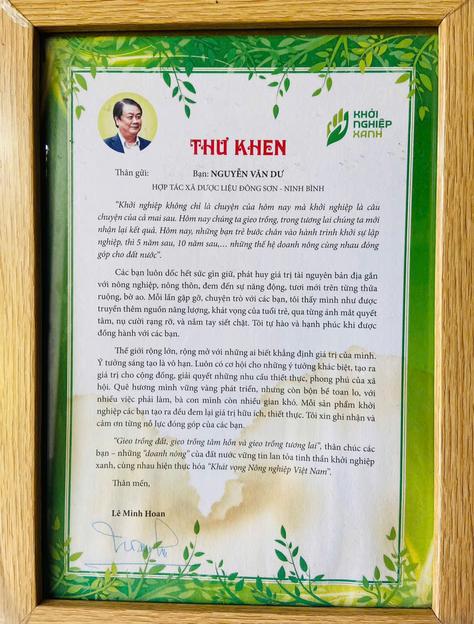 KHỞI
NGHIỆP
XANH
THƯ KHEN
Thân gửi: Bạn: NGUYỄN VĂN DƯ
HỢP TÁC XÃ DƯỢC LIỆU ĐÔNG SƠN - NINH BÌNH
"Khởi nghiệp không chỉ là chuyện của hôm nay mà khởi nghiệp là câu
chuyện của cả mai sau. Hôm nay chúng ta gieo trồng, trong tương lai chúng ta mới
nhận lại kết quả. Hôm nay, những bạn trẻ bước chân vào hành trình khởi sự lập
nghiệp, thì 5 năm sau, 10 năm sau,... những thế hệ doanh nông cùng nhau đóng
góp cho đất nước".
Các bạn luôn dốc hết sức gìn giữ, phát huy giá trị tài nguyên bản địa gắn
với nông nghiệp, nông thôn, đem đến sự năng động, tươi mới trên từng thửa
ruộng, bờ ao. Mỗi lần gặp gỡ, chuyện trò với các bạn, tôi thấy mình như được
truyền thêm nguồn năng lượng, khát vọng của tuổi trẻ, qua từng ánh mắt quyết
tâm, nụ cười rạng rỡ, và nắm tay siết chặt. Tôi tự hào và hạnh phúc khi được
đồng hành với các bạn.
Thế giới rộng lớn, rộng mở với những ai biết khẳng định giá trị của mình.
Ý tưởng sáng tạo là vô hạn. Luôn có cơ hội cho những ý tưởng khác biệt, tạo ra
giá trị cho cộng đồng, giải quyết những nhu cầu thiết thực, phong phú của xã
hội. Quê hương mình vững vàng phát triển, nhưng còn bộn bề toan lo, với
nhiều việc phải làm, bà con mình còn nhiều gian khó. Mỗi sản phẩm khởi
nghiệp các bạn tạo ra đều đem lại giá trị hữu ích, thiết thực. Tôi xin ghi nhận và
cảm ơn từng nỗ lực đóng góp của các bạn.
"Gieo trồng đất, gieo trồng tâm hồn và gieo trồng tương lai", thân chúc các
bạn – những "doanh nông" của đất nước vững tin lan tỏa tinh thần khởi nghiệp
xanh, cùng nhau hiện thực hóa "Khát vọng Nông nghiệp Việt Nam".
Thân mến,
Lê Minh Hoan